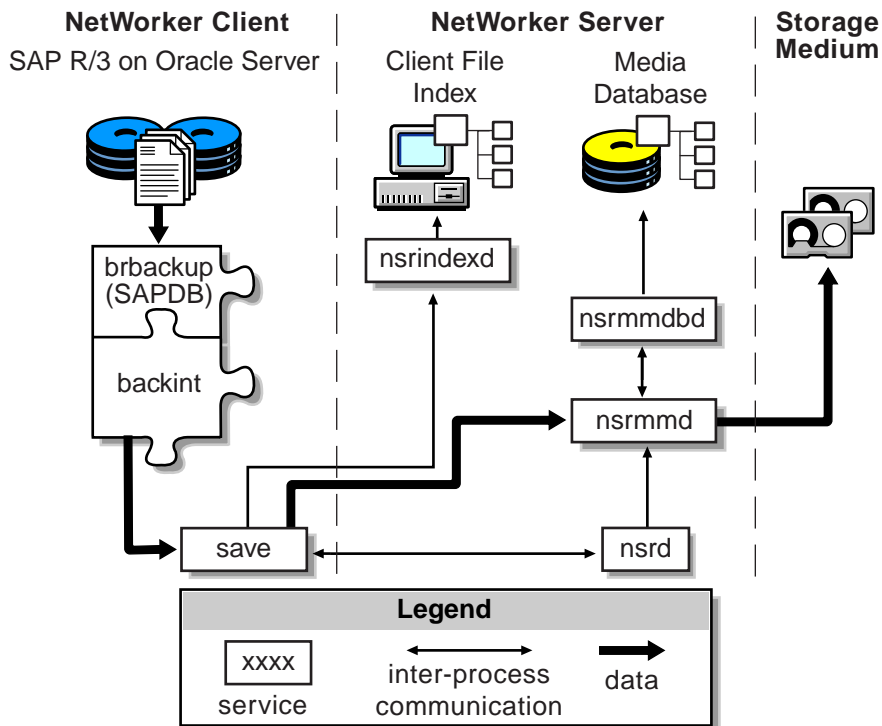 NetWorker Client
SAP R/3 on Oracle Server
NetWorker Server
Client File
Index
Media
Database
Storage
Medium
brbackup
(SAPDB)
backint
nsrindexd
nsrmmdbd
nsrmmd
save
nsrd
Legend
xxxx
service
inter-process
communication
data